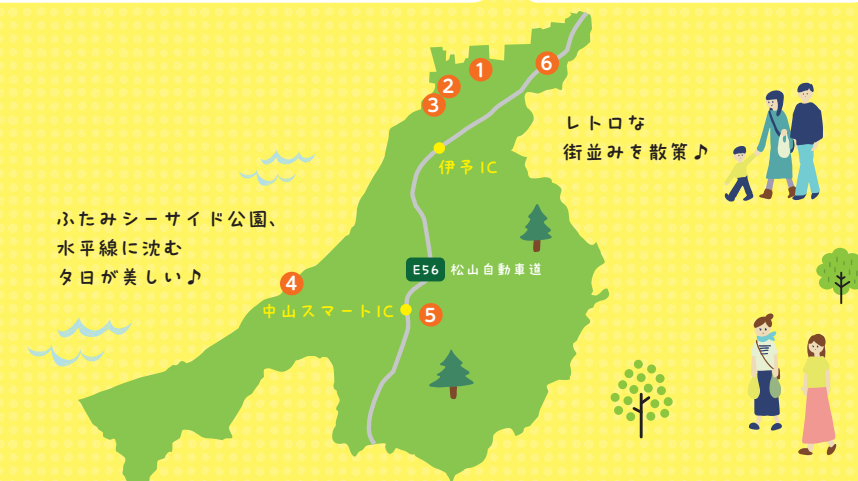 1
6
2
3
レトロな
街並みを散策♪
伊予IC
ふたみシーサイド公園、
水平線に沈む
夕日が美しい♪
E56 松山自動車道
4
中山スマートIC
5